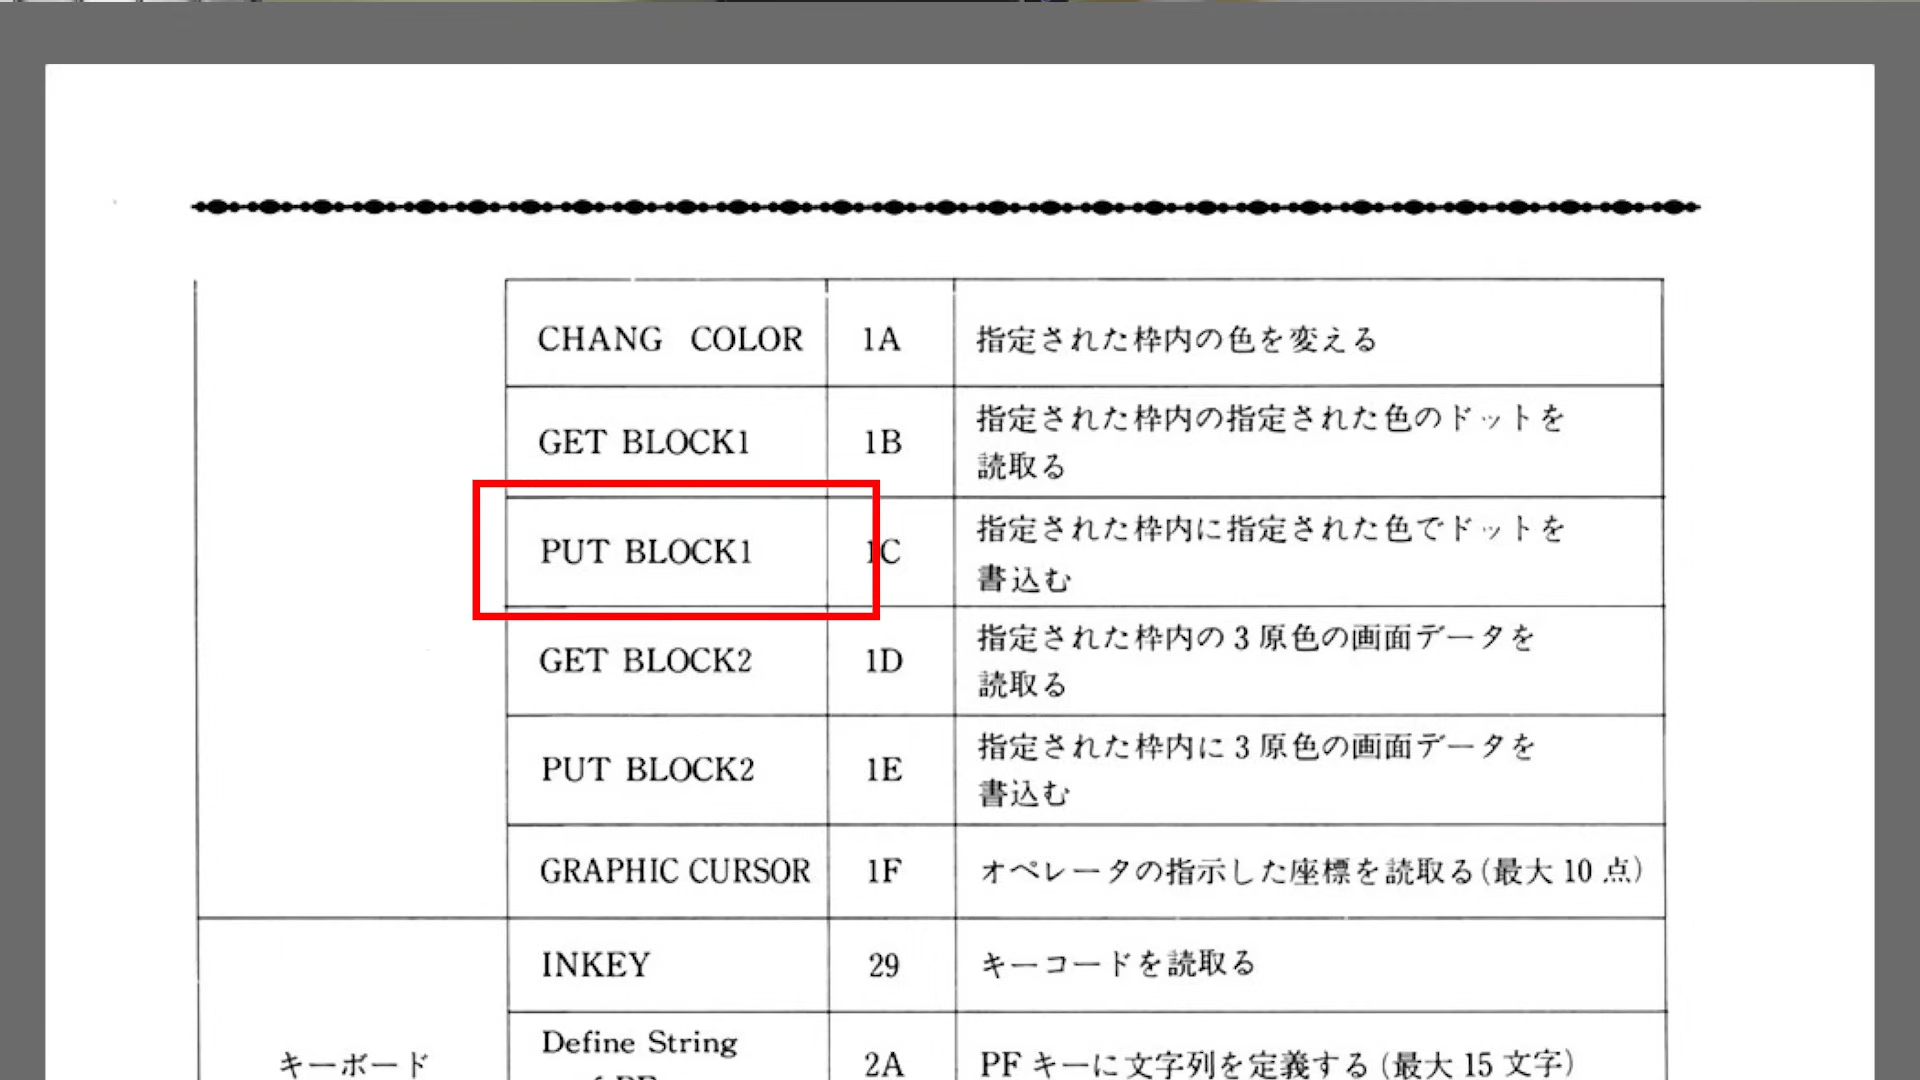 CHANG COLOR 1A 指定された枠内の色を変える
GET BLOCK1 1B 指定された枠内の指定された色のドットを
読取る
PUT BLOCK1 1C 指定された枠内に指定された色でドットを
書込む
GET BLOCK2 1D 指定された枠内の3原色の画面データを
読取る
PUT BLOCK2 1E 指定された枠内に3原色の画面データを
書込む
GRAPHIC CURSOR 1F オペレータの指示した座標を読取る(最大10点)
INKEY 29 キーコードを読取る
Define String
キーボード 2A PFキーに文字列を定義する(最大15文字)